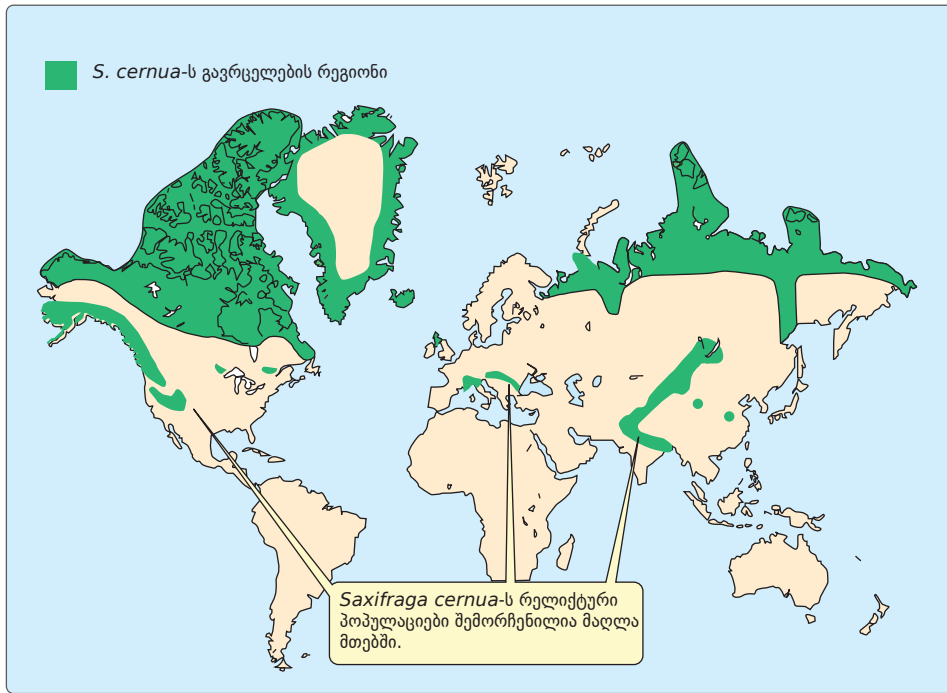 S. cernua-ს გავრცელების რეგიონი
Saxifraga cernua-ს რელიქტური
პოპულაციები შემორჩენილია მაღლა
მთებში.